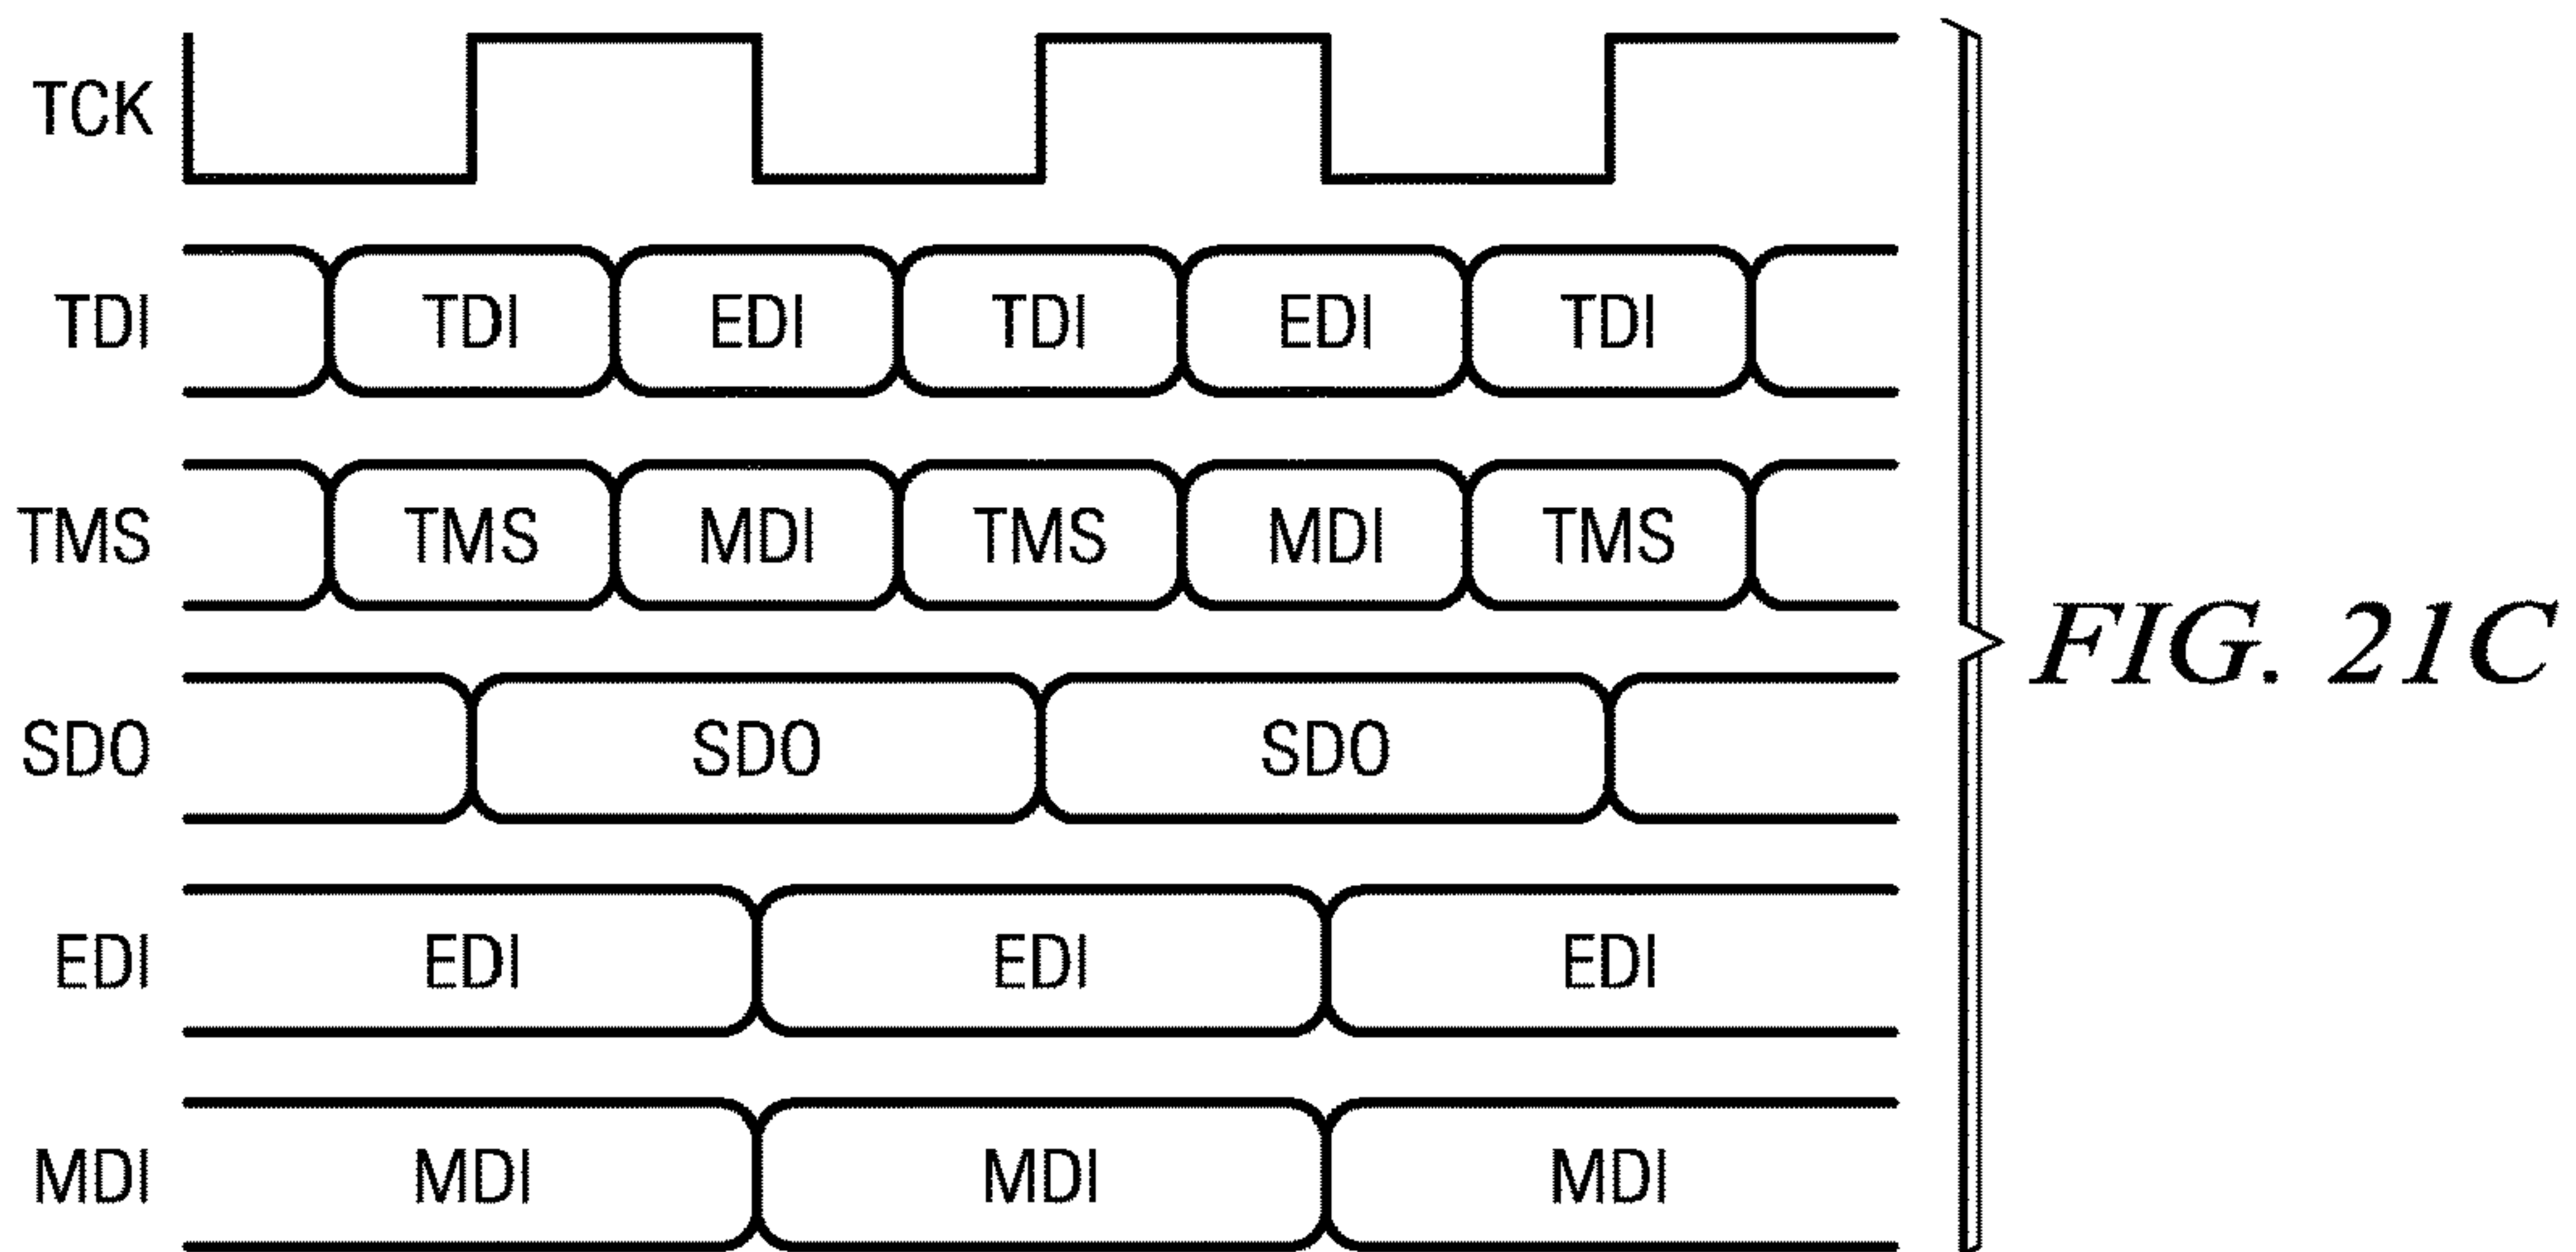 TCK
TDI TDI EDI TDI EDI TDI
TMS TMS MDI TMS MDI TMS
SDO SDO SDO
EDI EDI EDI EDI
MDI MDI MDI MDI
FIG. 21C